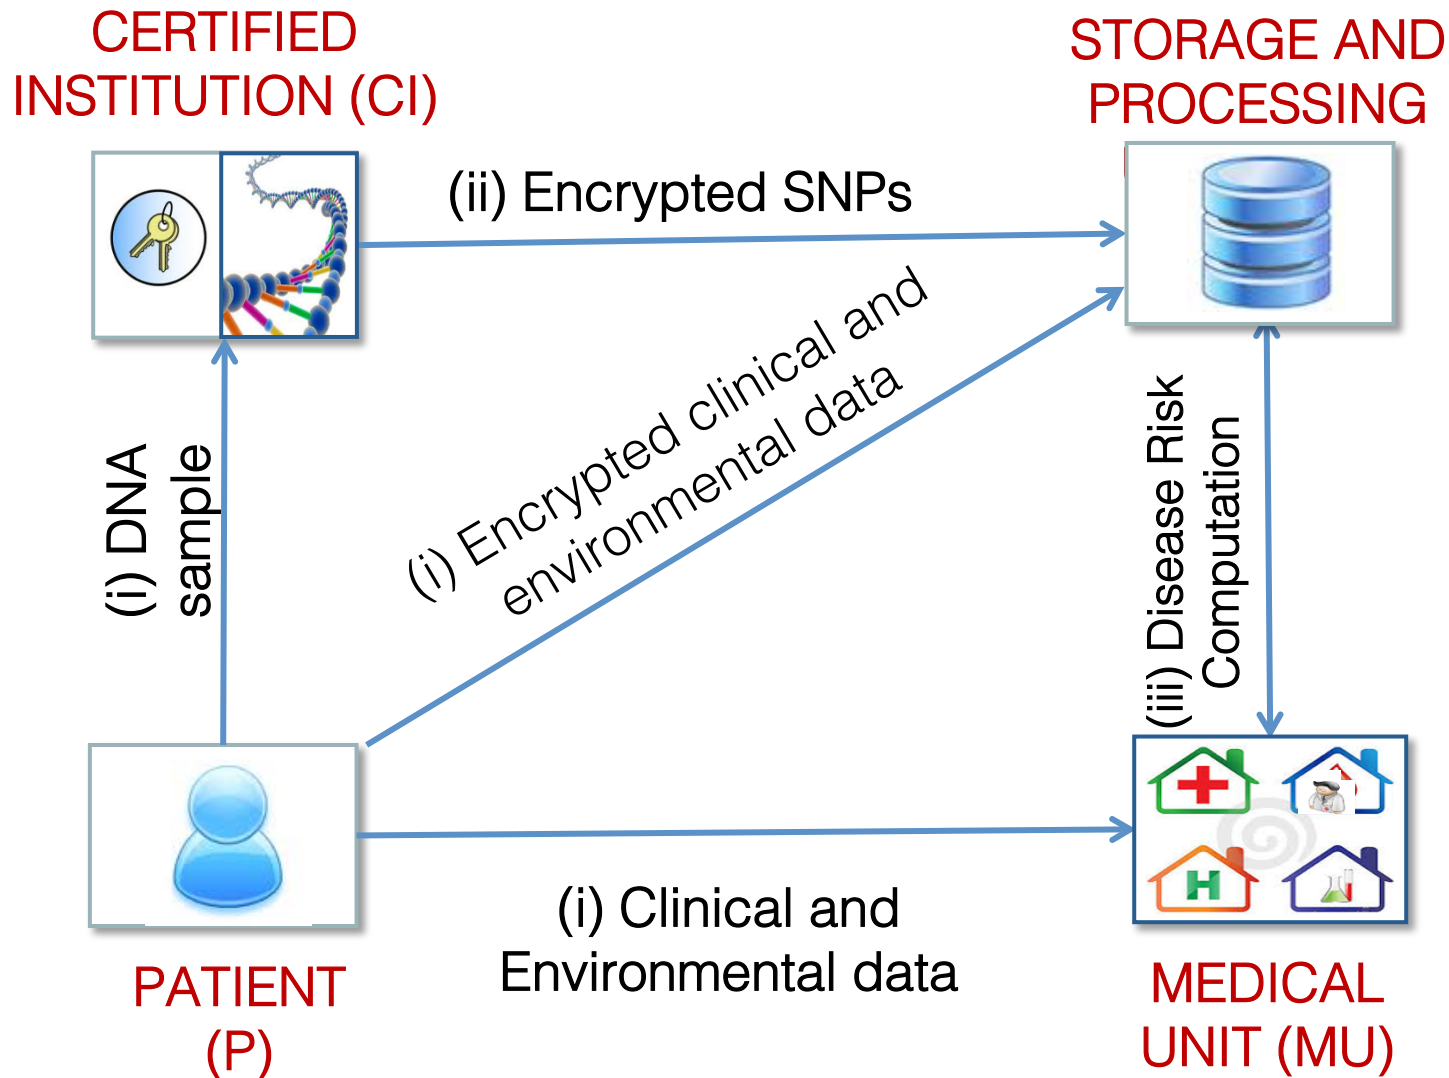 CERTIFIED
INSTITUTION (CI)
STORAGE AND
PROCESSING
(ii) Encrypted SNPs
(i) Encrypted clinical and
environmental data
(i) DNA
sample
(iii) Disease Risk
Computation
H
(i) Clinical and
Environmental data
PATIENT
(P)
MEDICAL
UNIT (MU)